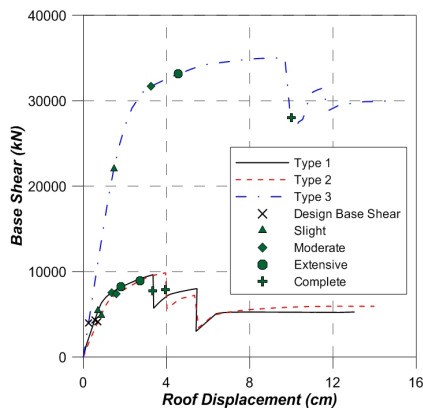 40000
30000
20000
10000
0
Base Shear (kN)
Type 1
Type 2
Type 3
Design Base Shear
Slight
Moderate
Extensive
Complete
0 4 8 12 16
Roof Displacement (cm)